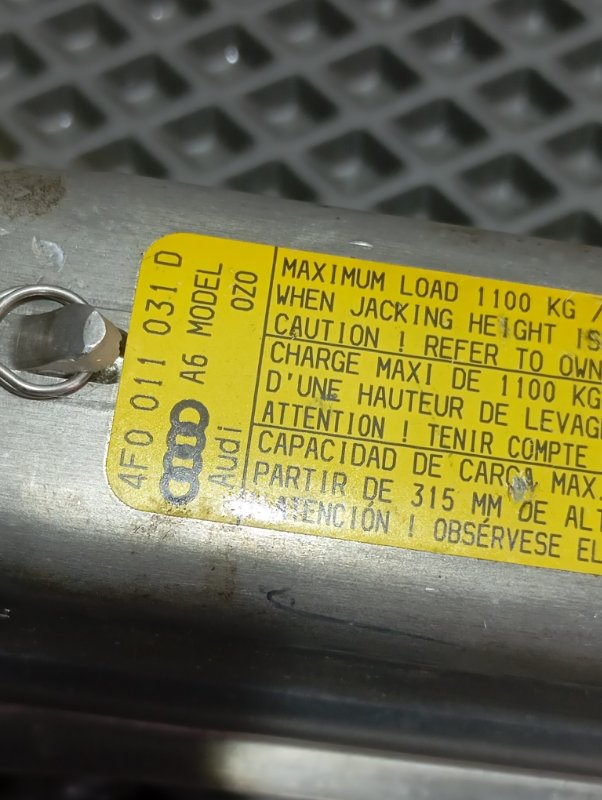 4F0 011 031 D
A6 MODEL
Audi
0Z0
MAXIMUM LOAD 1100 KG /
WHEN JACKING HEIGHT IS
CAUTION ! REFER TO OWN
CHARGE MAXI DE 1100 KG
D'UNE HAUTEUR DE LEVAG
ATTENTION ! TENIR COMPTE
CAPACIDAD DE CARGA MAX.
PARTIR DE 315 MM DE ALT
ATENCIÓN ! OBSÉRVESE EL